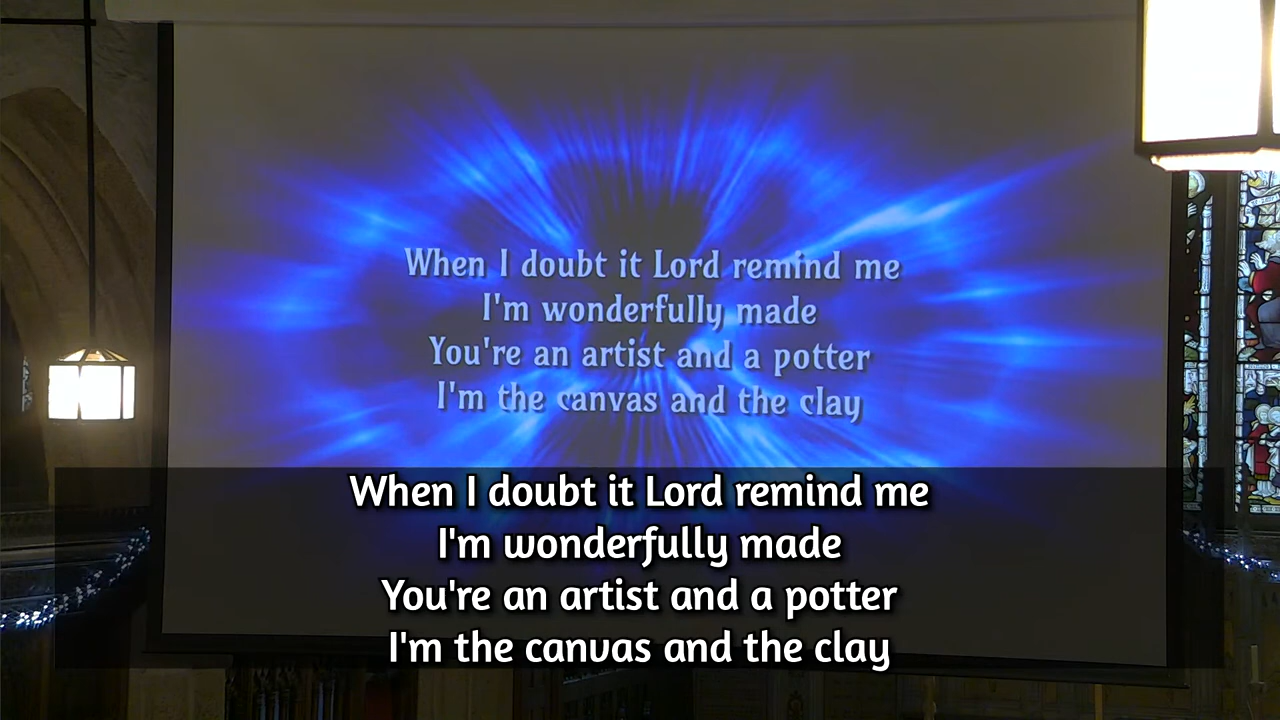 When I doubt it Lord remind me
I'm wonderfully made
You're an artist and a potter
I'm the canvas and the clay
When I doubt it Lord remind me
I'm wonderfully made
You're an artist and a potter
I'm the canvas and the clay